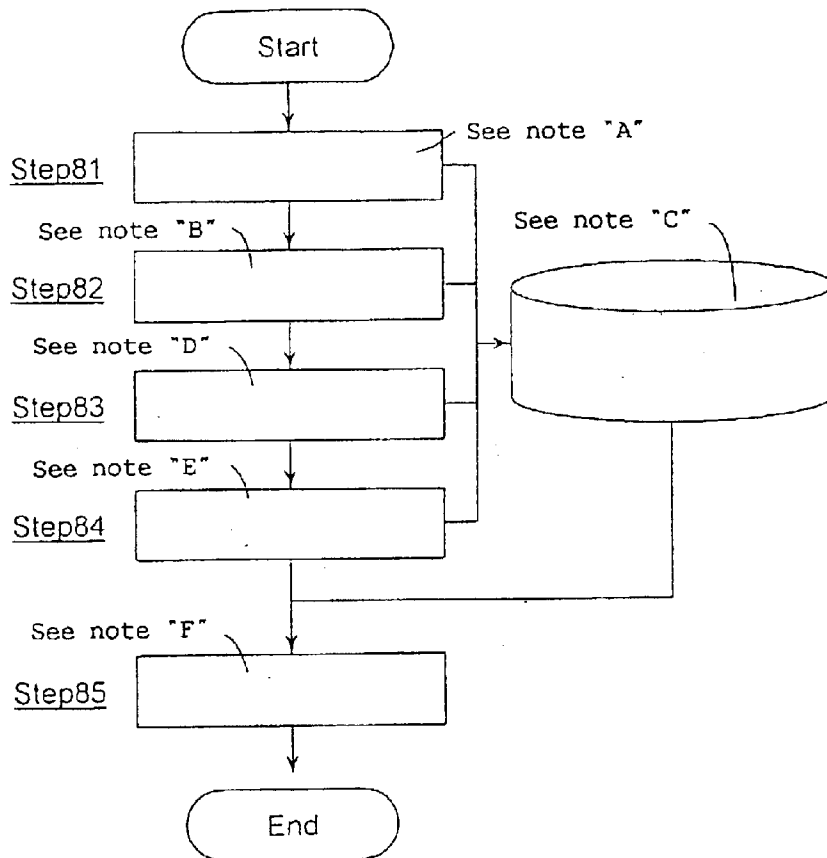 Start
See note "A"
Step81
See note "B"
See note "C"
Step82
See note "D"
Step83
See note "E"
Step84
See note "F"
Step85
End